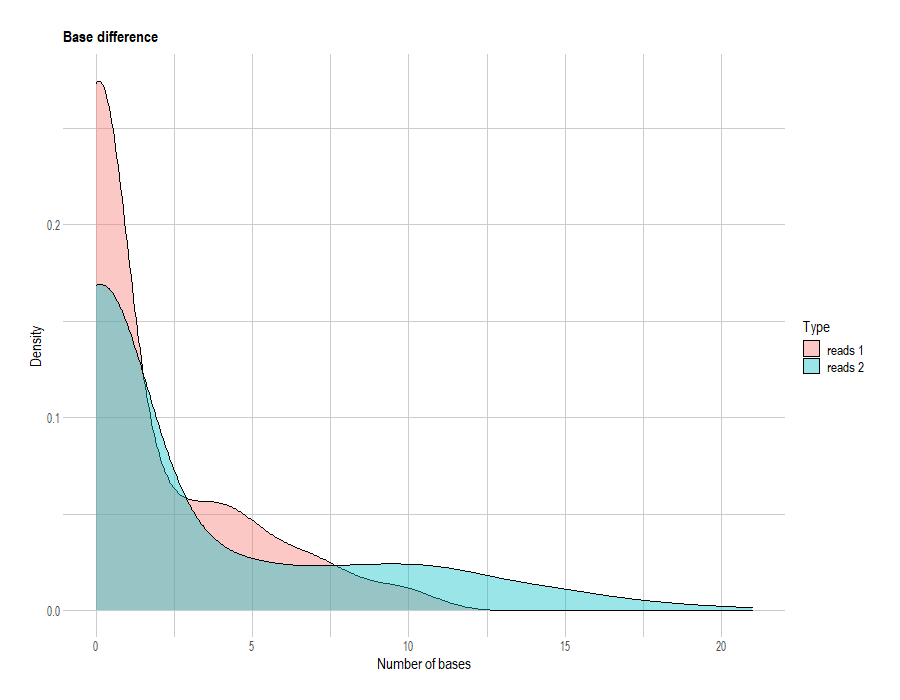 Base difference
Density
0.2
0.1
0.0
0
5
10
15
20
Number of bases
Type
reads 1
reads 2